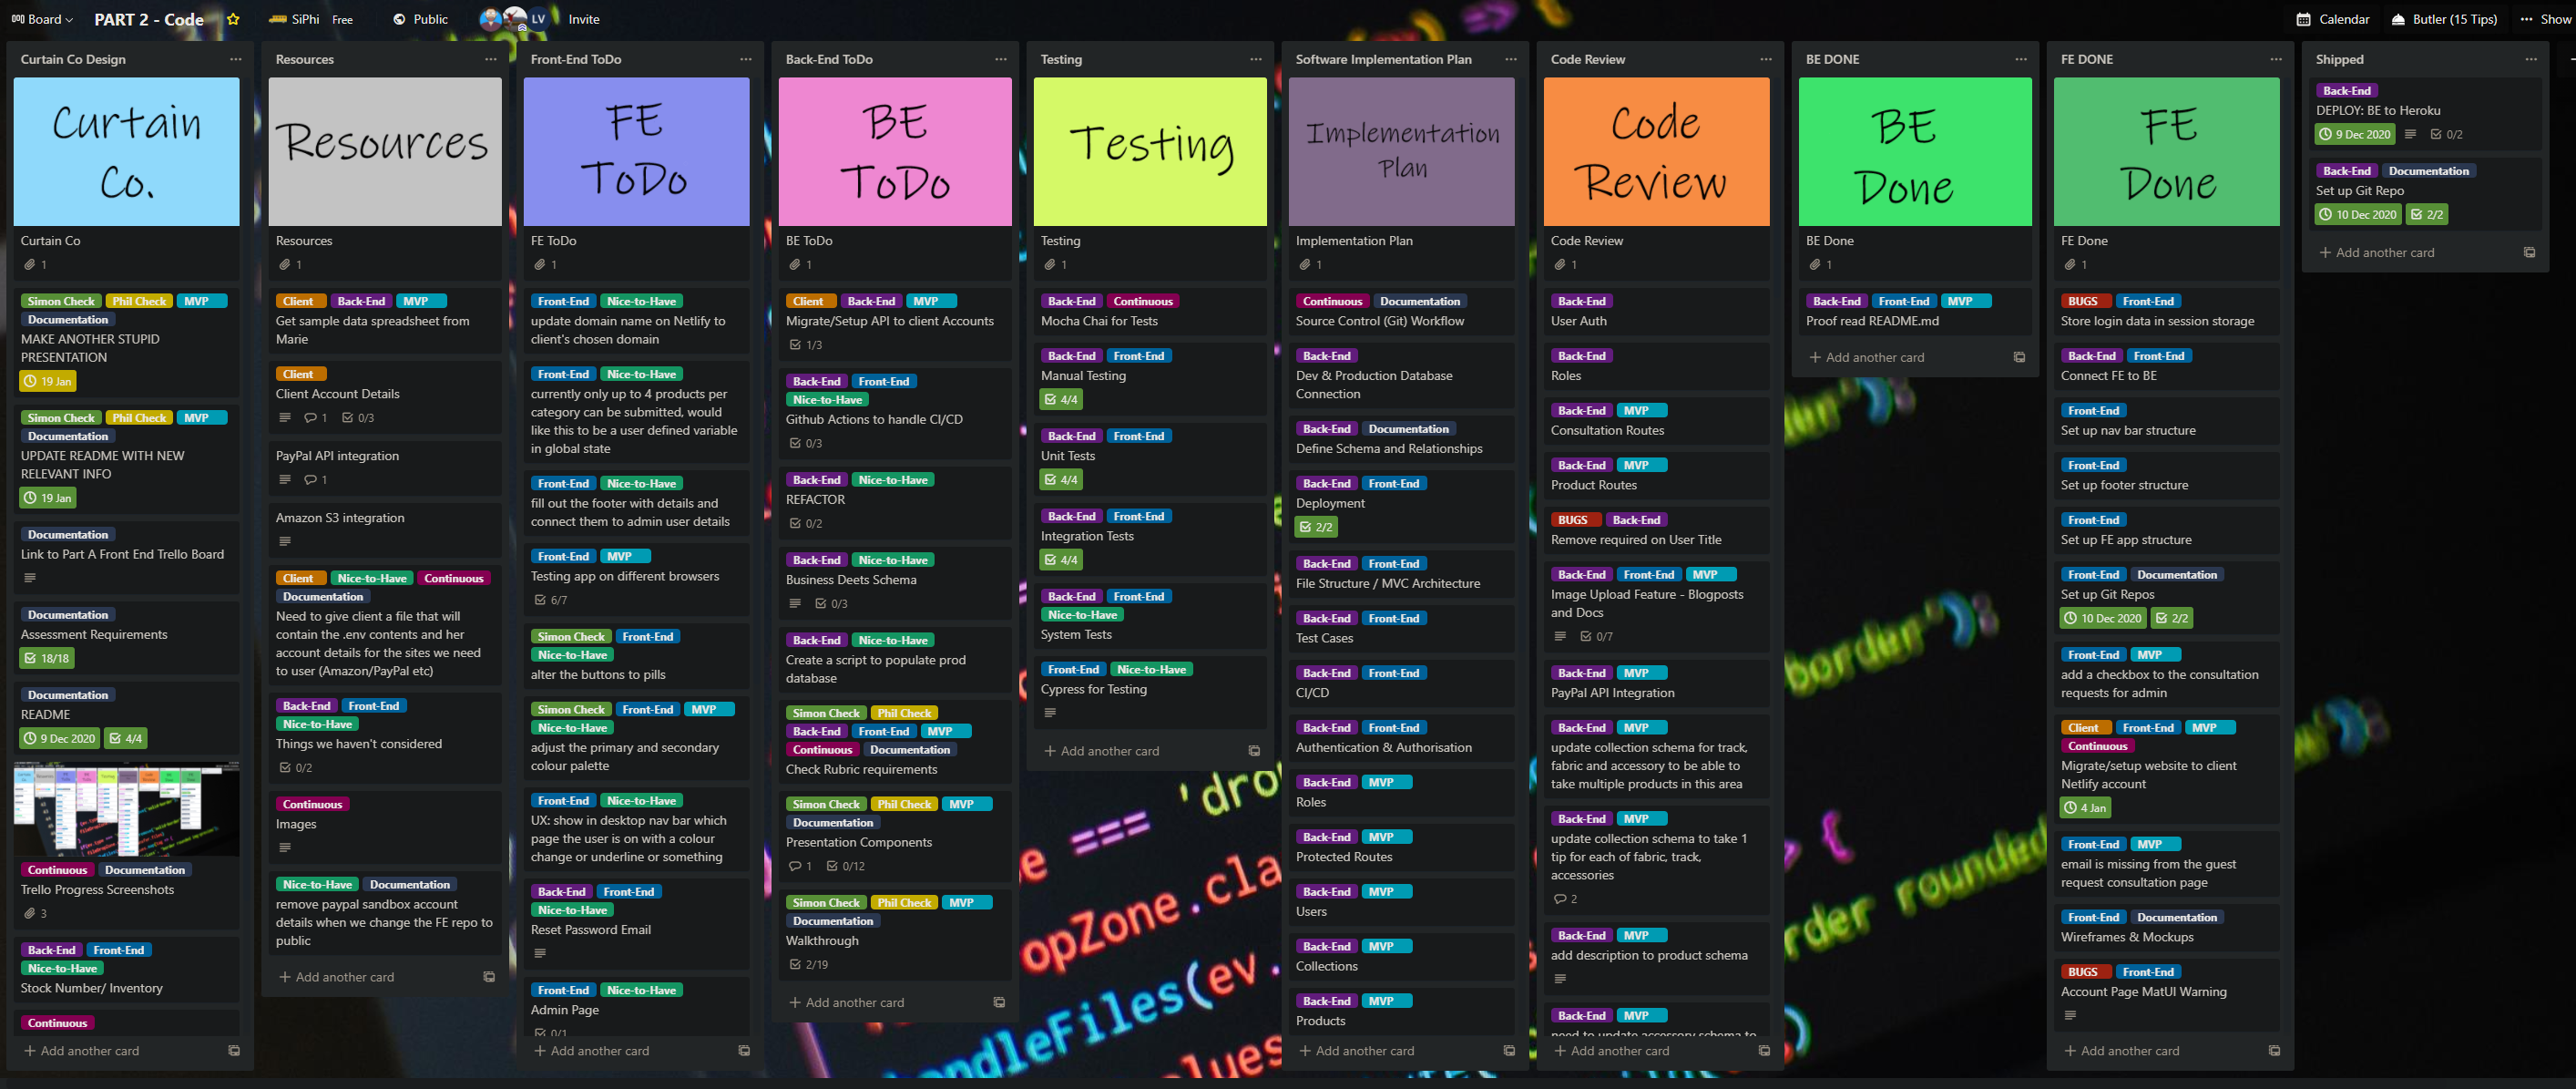 Board
PART 2 - Code
SiPhi
Free
Public
LV
Invite
Calendar
Butler (15 Tips)
Show
Curtain Co Design
Curtain
Co.
Curtain Co
1
Simon Check Phil Check MVP
Documentation
MAKE ANOTHER STUPID
PRESENTATION
19 Jan
Simon Check Phil Check MVP
Documentation
UPDATE README WITH NEW
RELEVANT INFO
19 Jan
Documentation
Link to Part A Front End Trello Board
Documentation
Assessment Requirements
18/18
Documentation
README
9 Dec 2020 4/4
Continuous Documentation
Trello Progress Screenshots
3
Back-End Front-End
Nice-to-Have
Stock Number/ Inventory
Continuous
+ Add another card
Resources
Resources
Resources
1
Client Back-End MVP
Get sample data spreadsheet from
Marie
Client
Client Account Details
1 0/3
PayPal API integration
1
Amazon S3 integration
Client Nice-to-Have Continuous
Documentation
Need to give client a file that will
contain the .env contents and her
account details for the sites we need
to user (Amazon/PayPal etc)
Back-End Front-End
Nice-to-Have
Things we haven't considered
0/2
Continuous
Images
Nice-to-Have Documentation
remove paypal sandbox account
details when we change the FE repo to
public
+ Add another card
Front-End ToDo
FE
ToDo
FE ToDo
1
Front-End Nice-to-Have
update domain name on Netlify to
client's chosen domain
Front-End Nice-to-Have
currently only up to 4 products per
category can be submitted, would
like this to be a user defined variable
in global state
Front-End Nice-to-Have
fill out the footer with details and
connect them to admin user details
Front-End MVP
Testing app on different browsers
6/7
Simon Check Front-End
Nice-to-Have
alter the buttons to pills
Simon Check Front-End MVP
Nice-to-Have
adjust the primary and secondary
colour palette
Front-End Nice-to-Have
UX: show in desktop nav bar which
page the user is on with a colour
change or underline or something
Back-End Front-End
Nice-to-Have
Reset Password Email
Front-End Nice-to-Have
Admin Page
0/1
+ Add another card
Back-End ToDo
BE
ToDo
BE ToDo
1
Client Back-End MVP
Migrate/Setup API to client Accounts
1/3
Back-End Front-End
Nice-to-Have
Github Actions to handle CI/CD
0/3
Back-End Nice-to-Have
REFACTOR
0/2
Back-End Nice-to-Have
Business Deets Schema
0/3
Back-End Nice-to-Have
Create a script to populate prod
database
Simon Check Phil Check
Back-End Front-End MVP
Continuous Documentation
Check Rubric requirements
Simon Check Phil Check MVP
Documentation
Presentation Components
1 0/12
Simon Check Phil Check MVP
Documentation
Walkthrough
2/19
+ Add another card
Testing
Testing
Testing
1
Back-End Continuous
Mocha Chai for Tests
Back-End Front-End
Manual Testing
4/4
Back-End Front-End
Unit Tests
4/4
Back-End Front-End
Integration Tests
4/4
Back-End Front-End
Nice-to-Have
System Tests
Front-End Nice-to-Have
Cypress for Testing
+ Add another card
Software Implementation Plan
Implementation
Plan
Implementation Plan
1
Continuous Documentation
Source Control (Git) Workflow
Back-End
Dev & Production Database
Connection
Back-End Documentation
Define Schema and Relationships
Back-End Front-End
Deployment
2/2
Back-End Front-End
File Structure / MVC Architecture
Back-End Front-End
Test Cases
Back-End Front-End
CI/CD
Back-End Front-End
Authentication & Authorisation
Back-End MVP
Roles
Back-End MVP
Protected Routes
Back-End MVP
Users
Back-End MVP
Collections
Back-End MVP
Products
+ Add another card
Code Review
Code
Review
Code Review
1
Back-End
User Auth
Back-End
Roles
Back-End MVP
Consultation Routes
Back-End MVP
Product Routes
BUGS Back-End
Remove required on User Title
Back-End Front-End MVP
Image Upload Feature - Blogposts
and Docs
0/7
Back-End MVP
PayPal API Integration
Back-End MVP
update collection schema for track,
fabric and accessory to be able to
take multiple products in this area
Back-End MVP
update collection schema to take 1
tip for each of fabric, track,
accessories
2
Back-End MVP
add description to product schema
Back-End MVP
need to update accessory schema to
+ Add another card
BE DONE
BE
Done
BE Done
1
Back-End Front-End MVP
Proof read README.md
+ Add another card
FE DONE
FE
Done
FE Done
1
BUGS Front-End
Store login data in session storage
Back-End Front-End
Connect FE to BE
Front-End
Set up nav bar structure
Front-End
Set up footer structure
Front-End
Set up FE app structure
Front-End Documentation
Set up Git Repos
10 Dec 2020 2/2
Front-End MVP
add a checkbox to the consultation
requests for admin
Client Front-End MVP
Continuous
Migrate/setup website to client
Netlify account
4 Jan
Front-End MVP
email is missing from the guest
request consultation page
Front-End Documentation
Wireframes & Mockups
BUGS Front-End
Account Page MatUI Warning
+ Add another card
Shipped
Back-End
DEPLOY: BE to Heroku
9 Dec 2020 0/2
Back-End Documentation
Set up Git Repo
10 Dec 2020 2/2
+ Add another card
=== 'dro
opZone.cla
handleFiles(ev.
values
border');
border rounded